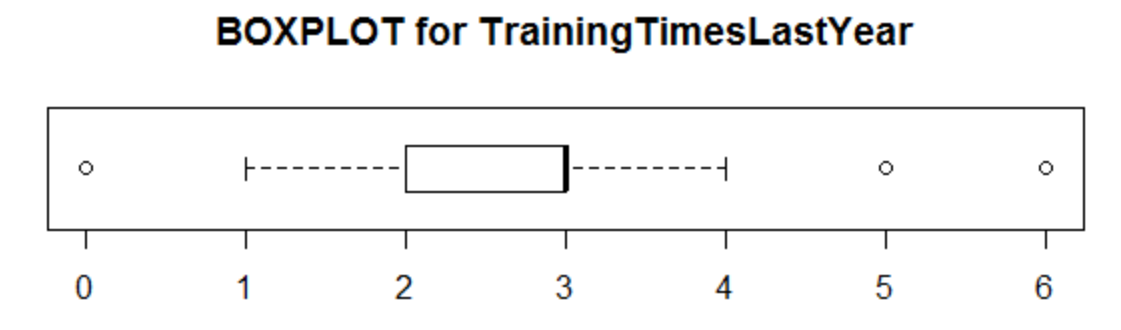 BOXPLOT for TrainingTimesLastYear
0 1 2 3 4 5 6